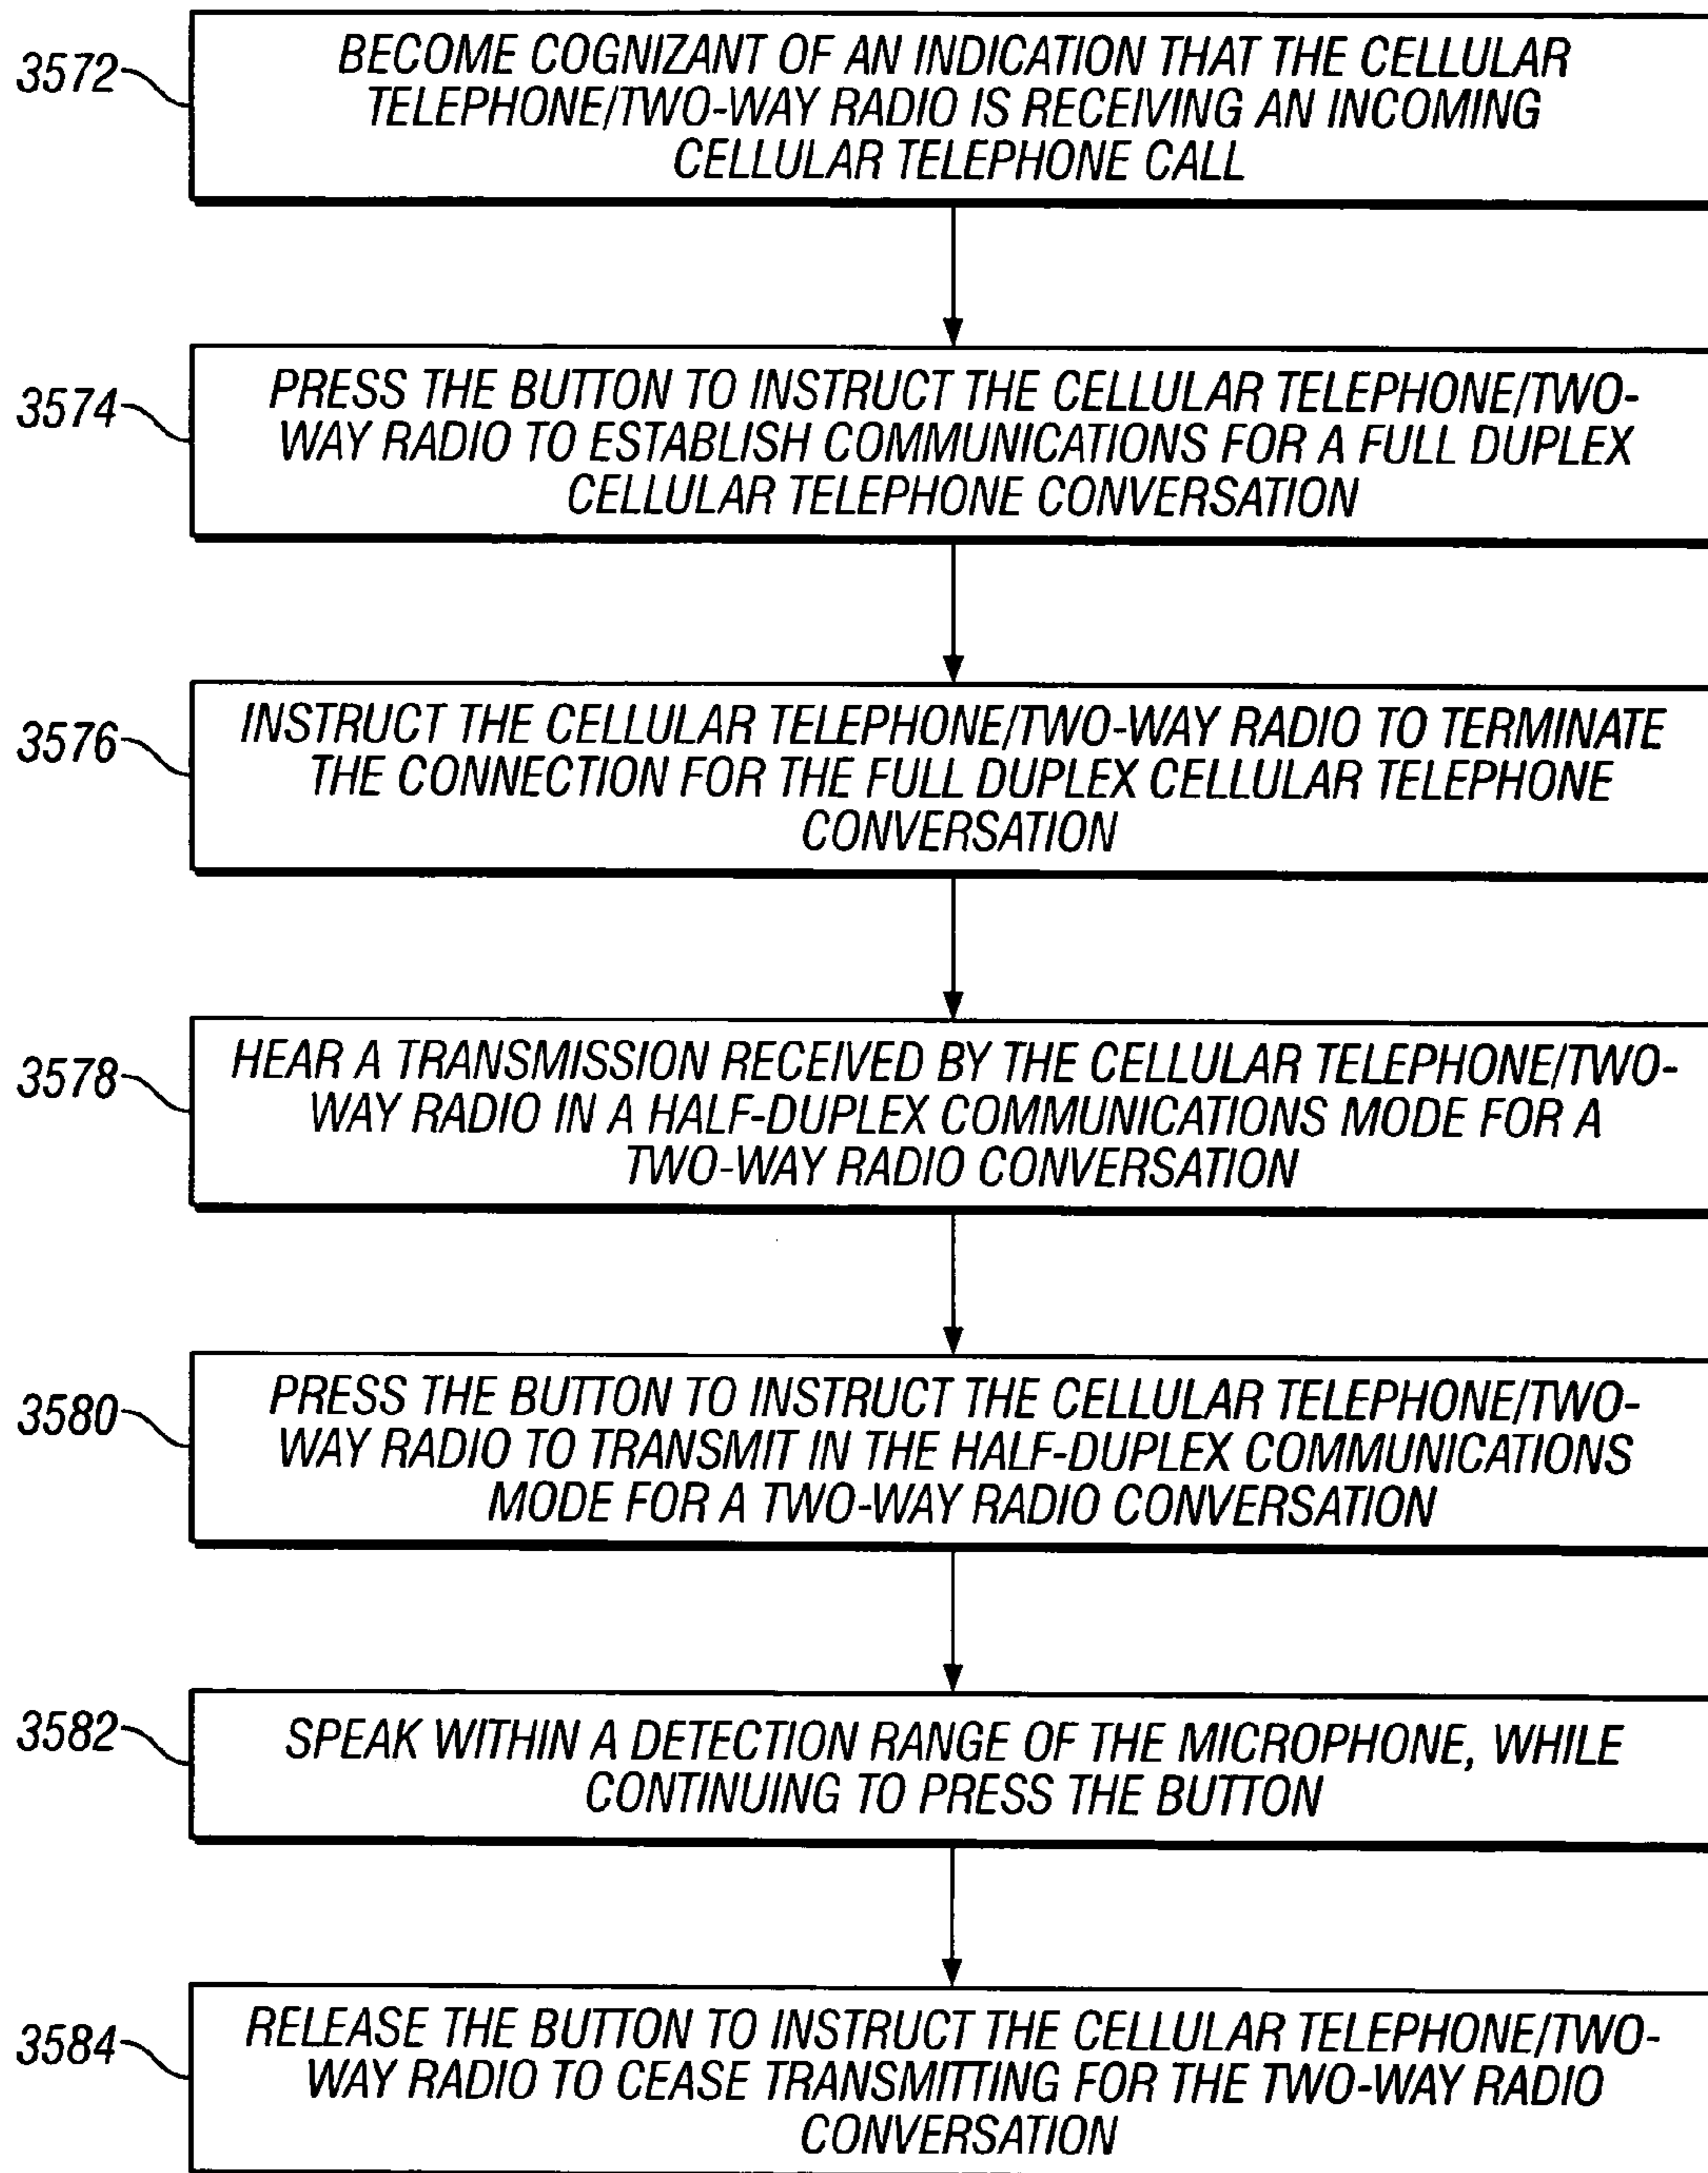 3572
BECOME COGNIZANT OF AN INDICATION THAT THE CELLULAR
TELEPHONE/TWO-WAY RADIO IS RECEIVING AN INCOMING
CELLULAR TELEPHONE CALL
3574
PRESS THE BUTTON TO INSTRUCT THE CELLULAR TELEPHONE/TWO-
WAY RADIO TO ESTABLISH COMMUNICATIONS FOR A FULL DUPLEX
CELLULAR TELEPHONE CONVERSATION
3576
INSTRUCT THE CELLULAR TELEPHONE/TWO-WAY RADIO TO TERMINATE
THE CONNECTION FOR THE FULL DUPLEX CELLULAR TELEPHONE
CONVERSATION
3578
HEAR A TRANSMISSION RECEIVED BY THE CELLULAR TELEPHONE/TWO-
WAY RADIO IN A HALF-DUPLEX COMMUNICATIONS MODE FOR A
TWO-WAY RADIO CONVERSATION
3580
PRESS THE BUTTON TO INSTRUCT THE CELLULAR TELEPHONE/TWO-
WAY RADIO TO TRANSMIT IN THE HALF-DUPLEX COMMUNICATIONS
MODE FOR A TWO-WAY RADIO CONVERSATION
3582
SPEAK WITHIN A DETECTION RANGE OF THE MICROPHONE, WHILE
CONTINUING TO PRESS THE BUTTON
3584
RELEASE THE BUTTON TO INSTRUCT THE CELLULAR TELEPHONE/TWO-
WAY RADIO TO CEASE TRANSMITTING FOR THE TWO-WAY RADIO
CONVERSATION